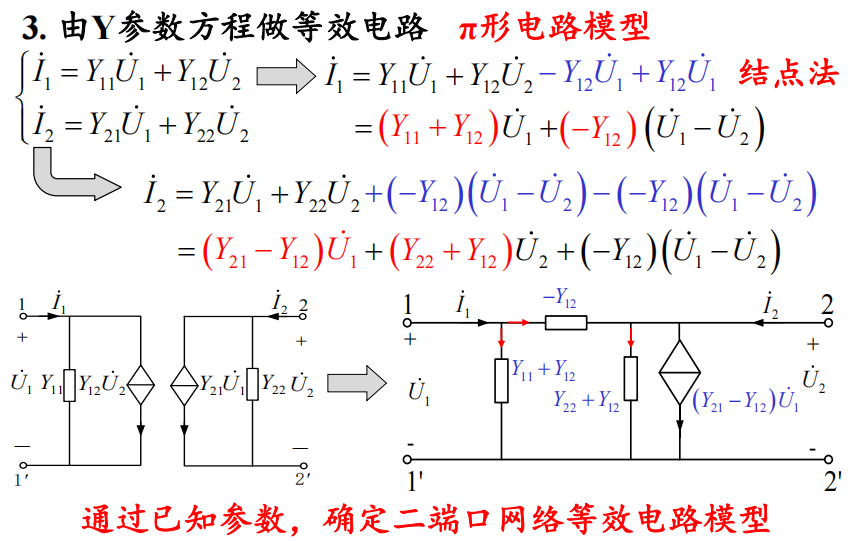 3. 由Y参数方程做等效电路 π形电路模型
İ₁ = Y₁₁U̇₁ + Y₁₂U̇₂ İ₁ = Y₁₁U̇₁ + Y₁₂U̇₂ − Y₁₂U̇₁ + Y₁₂U̇₁ 结点法
İ₂ = Y₂₁U̇₁ + Y₂₂U̇₂ = (Y₁₁ + Y₁₂)U̇₁ + (−Y₁₂)(U̇₁ − U̇₂)
İ₂ = Y₂₁U̇₁ + Y₂₂U̇₂ + (−Y₁₂)(U̇₁ − U̇₂) − (−Y₁₂)(U̇₁ − U̇₂)
= (Y₂₁ − Y₁₂)U̇₁ + (Y₂₂ + Y₁₂)U̇₂ + (−Y₁₂)(U̇₁ − U̇₂)
1 İ₁ İ₂ 2
+ +
U̇₁ Y₁₁ Y₁₂U̇₂ Y₂₁U̇₁ Y₂₂ U̇₂
− −
1′ 2′
1 İ₁ −Y₁₂ İ₂ 2
+ +
U̇₁ Y₁₁ + Y₁₂ U̇₂
Y₂₂ + Y₁₂ (Y₂₁ − Y₁₂)U̇₁
- -
1' 2'
通过已知参数，确定二端口网络等效电路模型